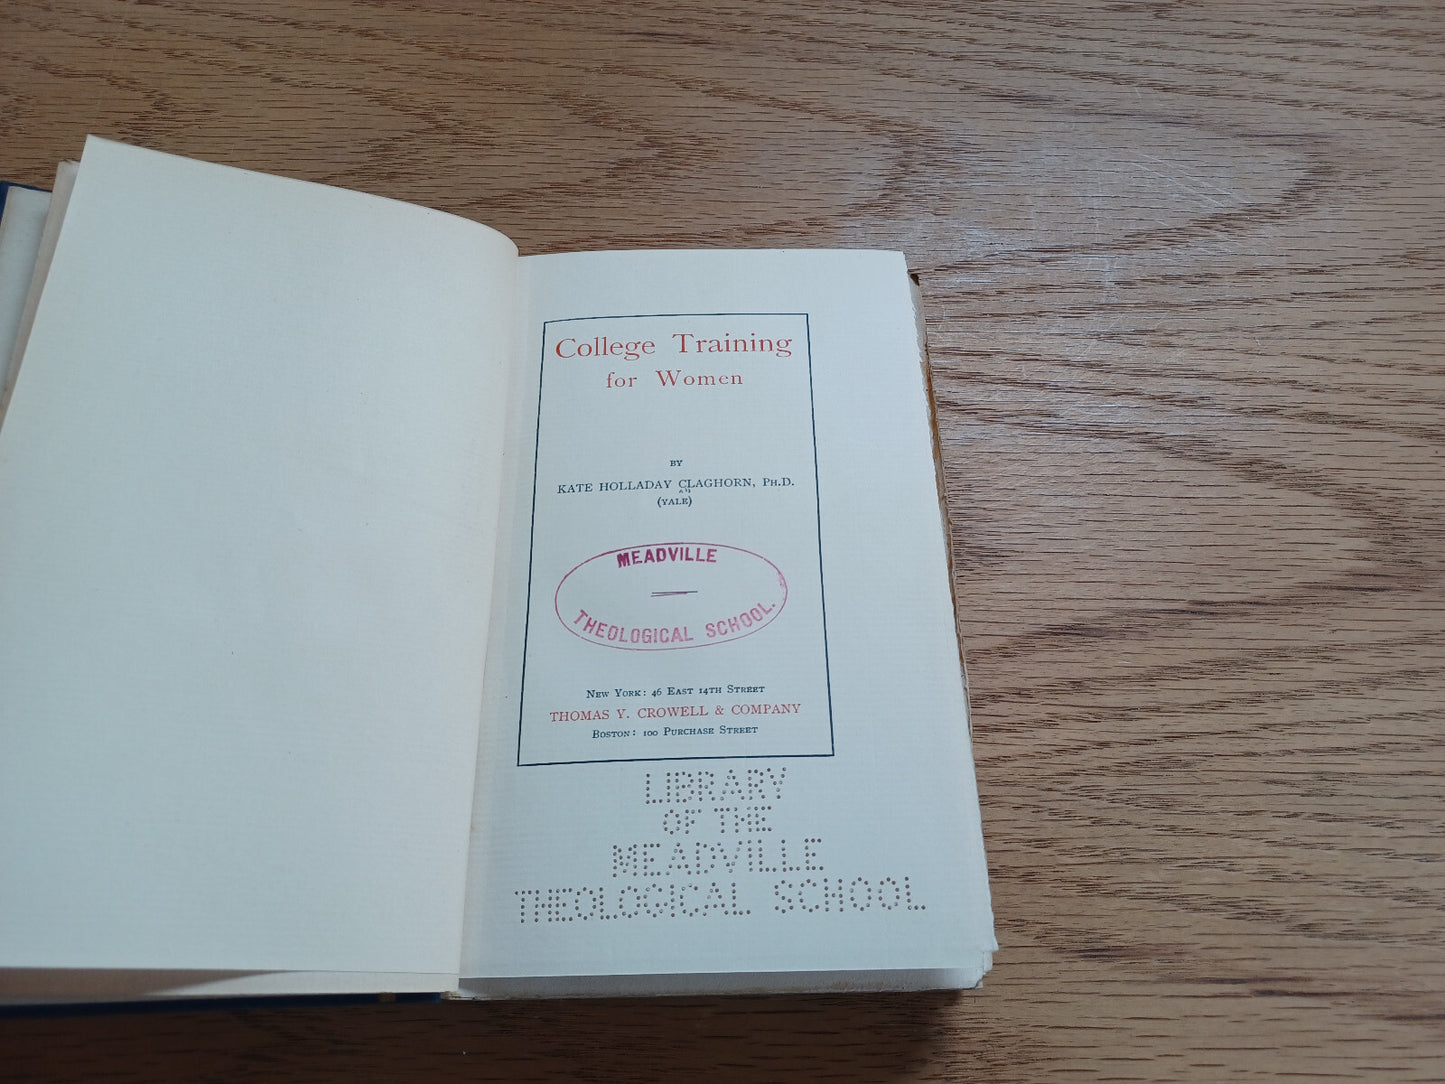 College Training
for Women
BY
KATE HOLLADAY CLAGHORN, PH.D.
(YALE)
MEADVILLE
THEOLOGICAL SCHOOL.
NEW YORK: 46 EAST 14TH STREET
THOMAS Y. CROWELL & COMPANY
BOSTON: 100 PURCHASE STREET
LIBRARY
OF THE
MEADVILLE
THEOLOGICAL SCHOOL